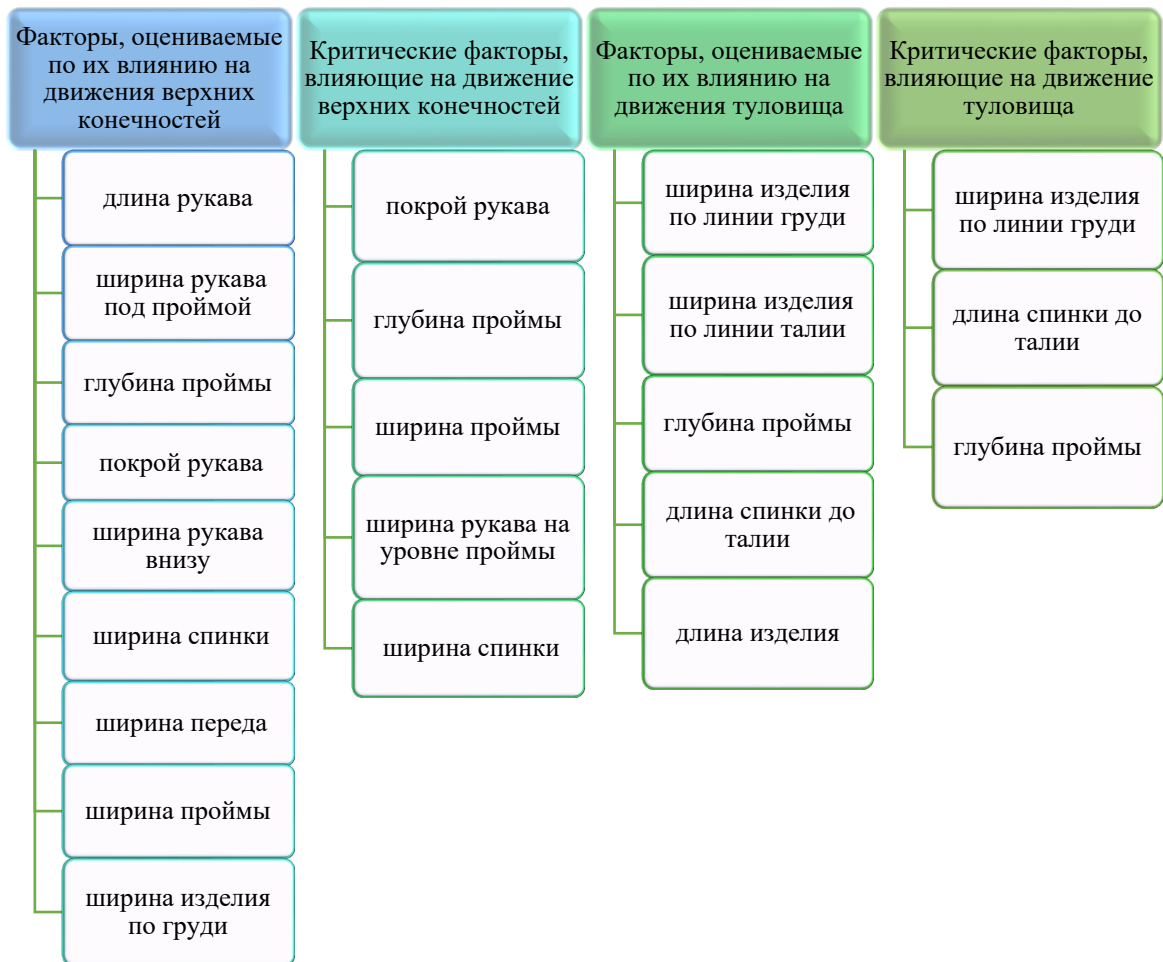 Факторы, оцениваемые
по их влиянию на
движения верхних
конечностей
длина рукава
ширина рукава
под проймой
глубина проймы
покрой рукава
ширина рукава
внизу
ширина спинки
ширина переда
ширина проймы
ширина изделия
по груди
Критические факторы,
влияющие на движение
верхних конечностей
покрой рукава
глубина проймы
ширина проймы
ширина рукава на
уровне проймы
ширина спинки
Факторы, оцениваемые
по их влиянию на
движения туловища
ширина изделия
по линии груди
ширина изделия
по линии талии
глубина проймы
длина спинки до
талии
длина изделия
Критические факторы,
влияющие на движение
туловища
ширина изделия
по линии груди
длина спинки до
талии
глубина проймы